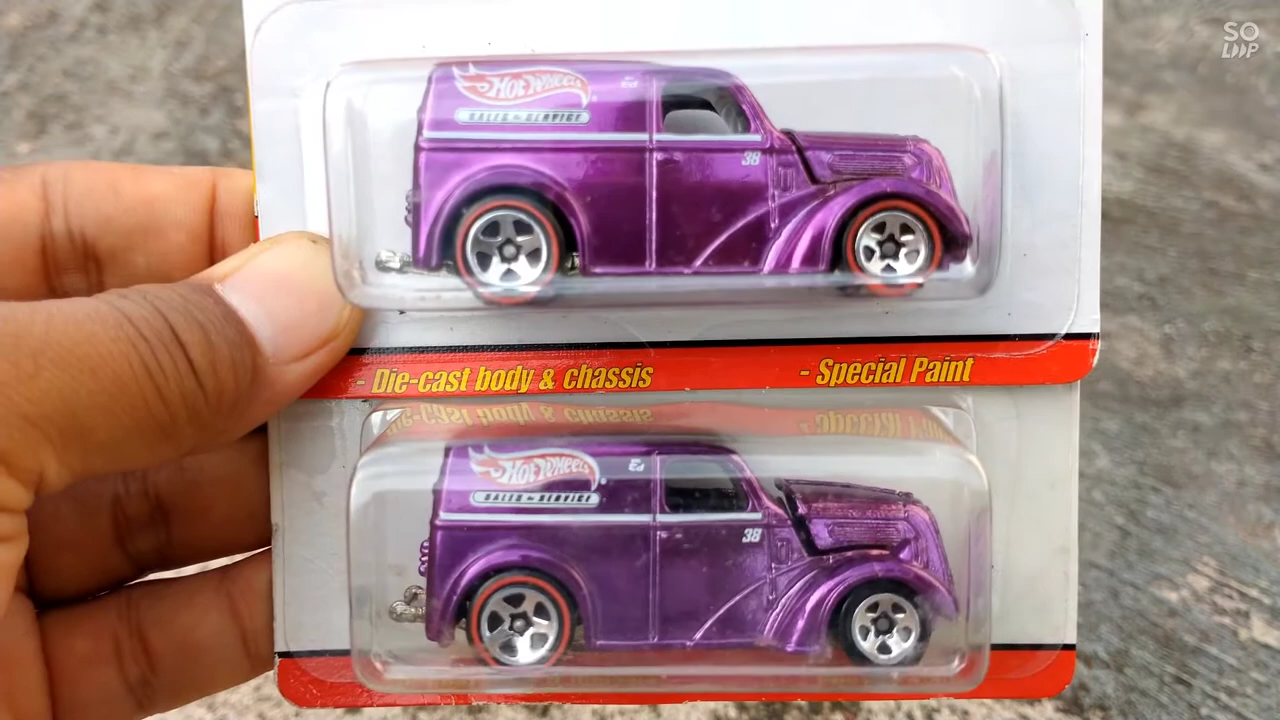 SO
LOOP
HOT WHEELS
SALES & SERVICE
38
- Die-cast body & chassis
- Special Paint
HOT WHEELS
SALES & SERVICE
38